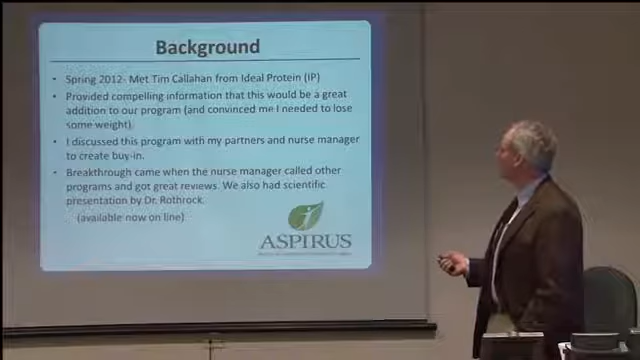 Background
• Spring 2012- Met Tim Callahan from Ideal Protein (IP)
• Provided compelling information that this would be a great
addition to our program (and convinced me I needed to lose
some weight).
• I discussed this program with my partners and nurse manager
to create buy-in.
• Breakthrough came when the nurse manager called other
programs and got great reviews. We also had scientific
presentation by Dr. Rothrock.
(available now on line)
ASPIRUS